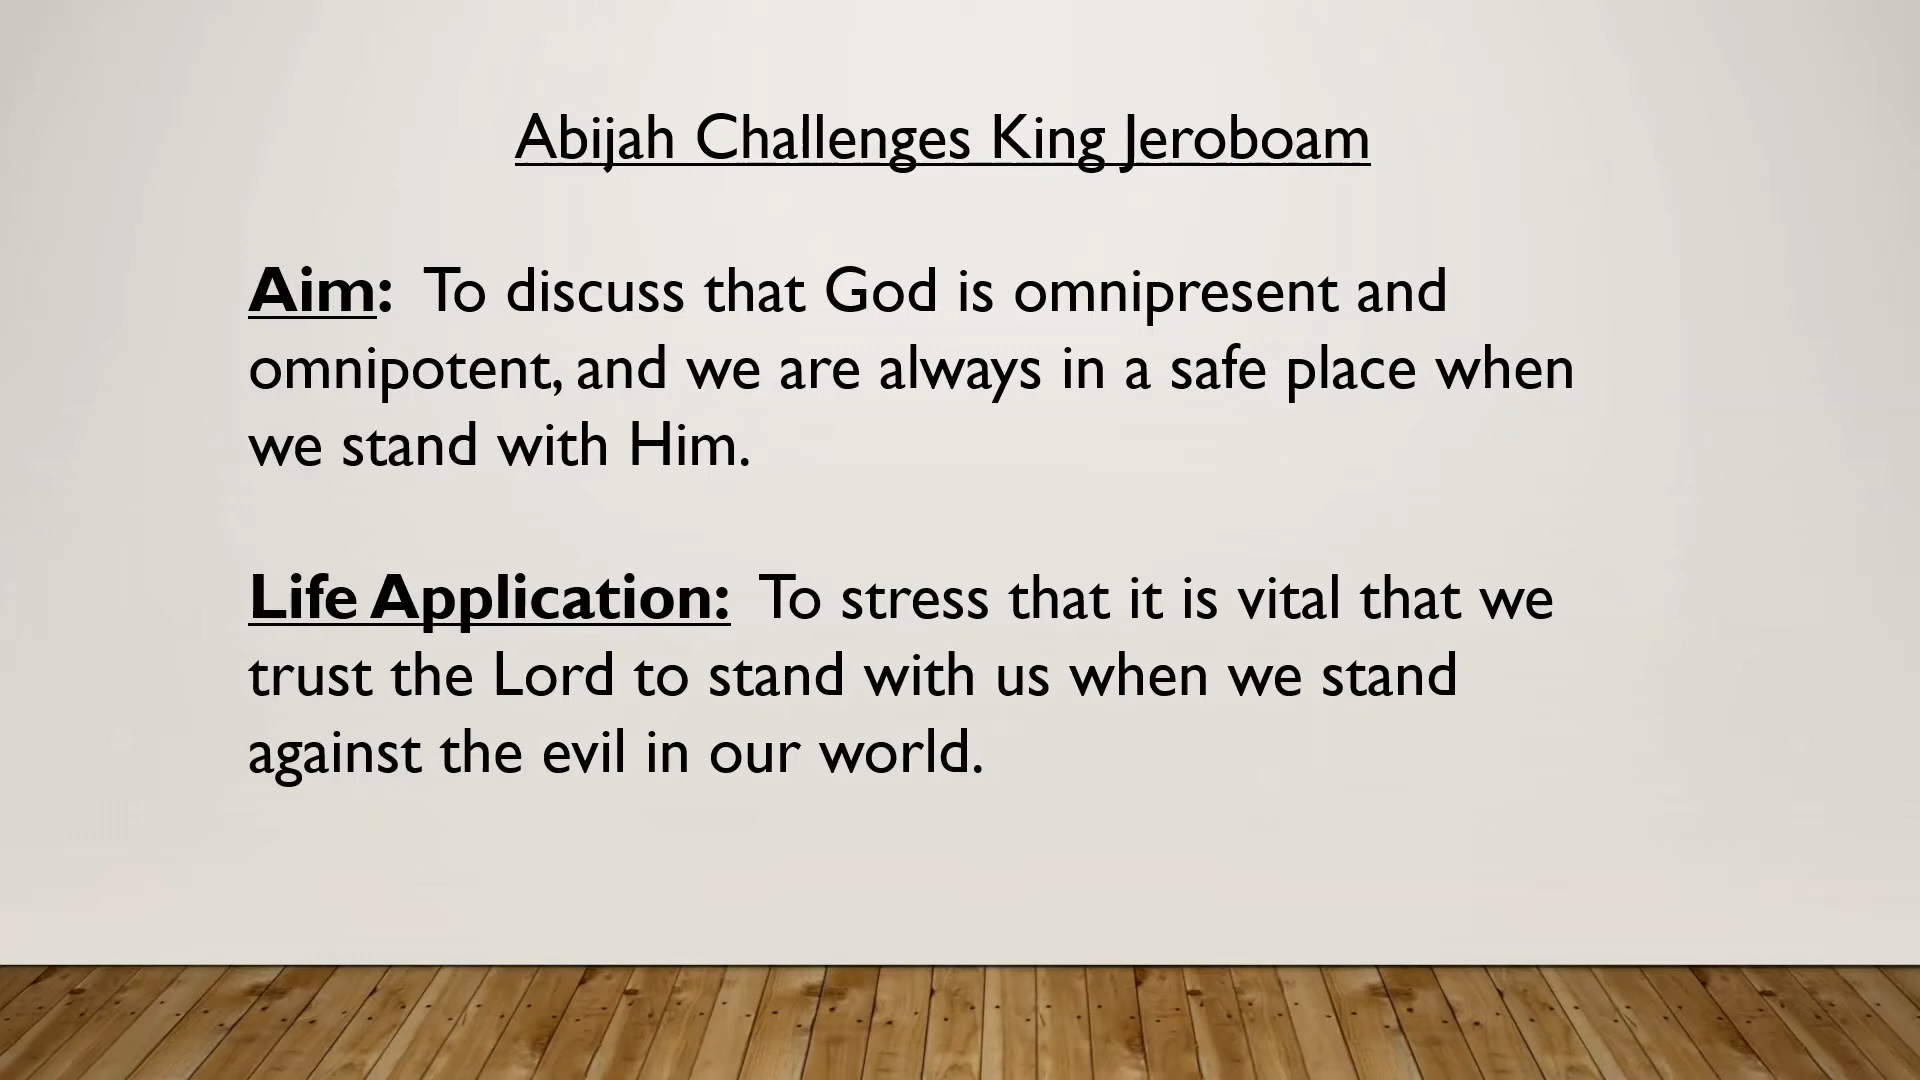 Abijah Challenges King Jeroboam
Aim: To discuss that God is omnipresent and
omnipotent, and we are always in a safe place when
we stand with Him.
Life Application: To stress that it is vital that we
trust the Lord to stand with us when we stand
against the evil in our world.